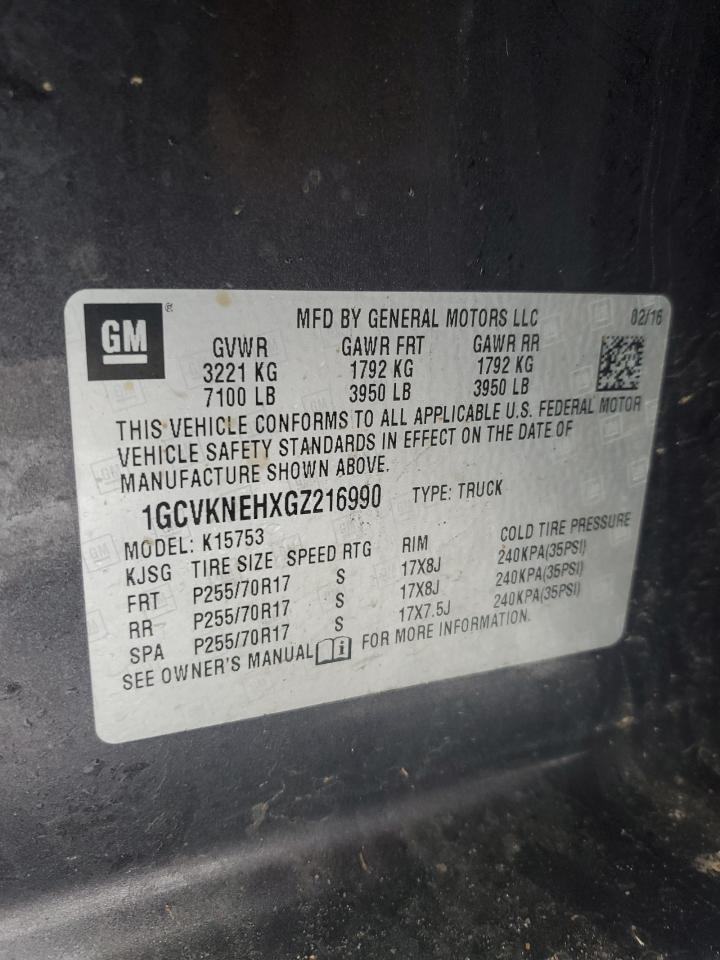 GM ®
MFD BY GENERAL MOTORS LLC 02/16
GVWR GAWR FRT GAWR RR
3221 KG 1792 KG 1792 KG
7100 LB 3950 LB 3950 LB
THIS VEHICLE CONFORMS TO ALL APPLICABLE U.S. FEDERAL MOTOR
VEHICLE SAFETY STANDARDS IN EFFECT ON THE DATE OF
MANUFACTURE SHOWN ABOVE.
1GCVKNEHXGZ216990 TYPE: TRUCK
MODEL: K15753
KJSG TIRE SIZE SPEED RTG RIM COLD TIRE PRESSURE
FRT P255/70R17 S 17X8J 240KPA(35PSI)
RR P255/70R17 S 17X8J 240KPA(35PSI)
SPA P255/70R17 S 17X7.5J 240KPA(35PSI)
SEE OWNER'S MANUAL i FOR MORE INFORMATION.